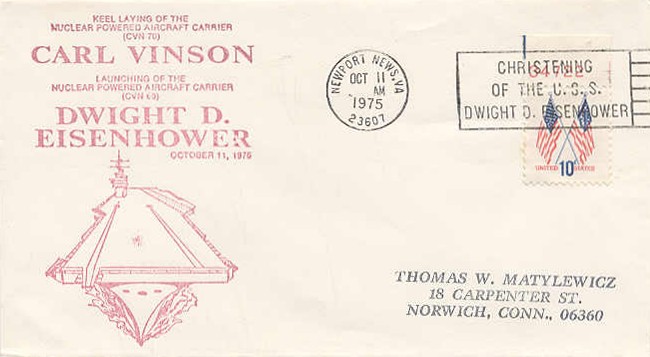 KEEL LAYING OF THE
NUCLEAR POWERED AIRCRAFT CARRIER
(CVN 70)
CARL VINSON
LAUNCHING OF THE
NUCLEAR POWERED AIRCRAFT CARRIER
(CVN 69)
DWIGHT D.
EISENHOWER
OCTOBER 11, 1975
NEWPORT NEWS, VA
OCT 11
AM
1975
23607
CHRISTENING
OF THE U.S.S.
DWIGHT D. EISENHOWER
UNITED 10c STATES
THOMAS W. MATYLEWICZ
18 CARPENTER ST.
NORWICH, CONN., 06360